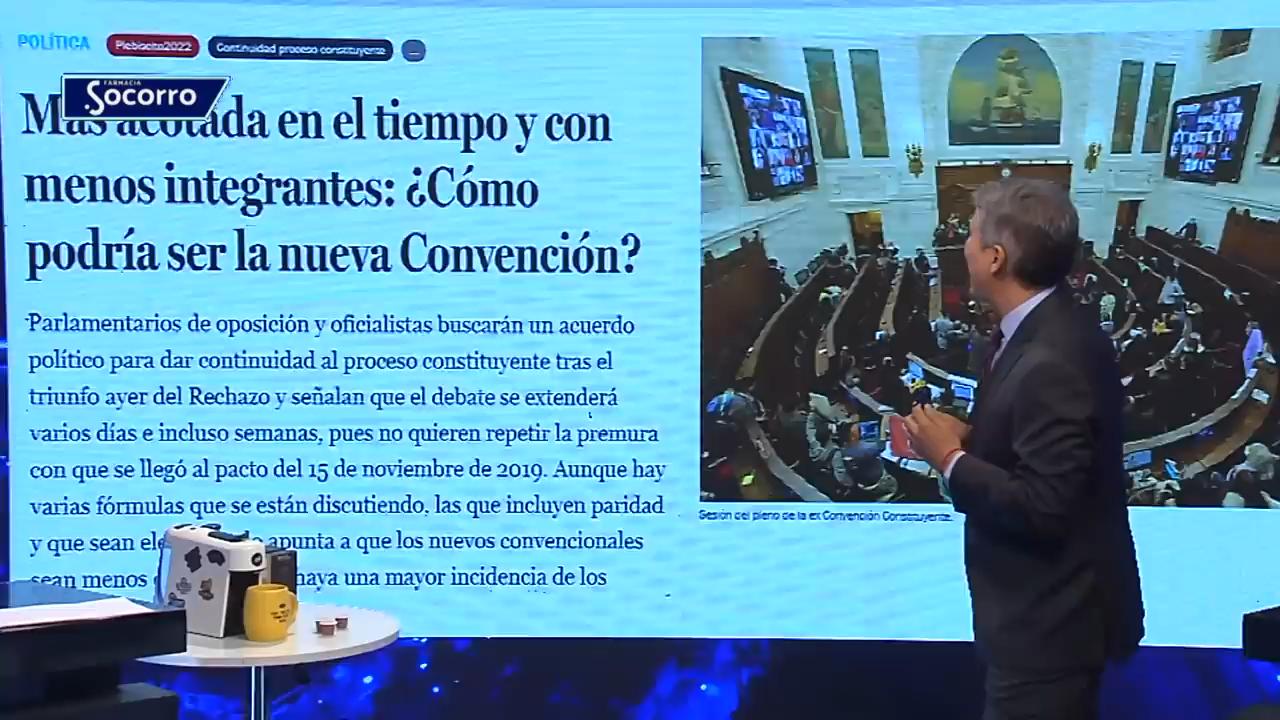 POLÍTICA
Plebiscito2022
Continuidad proceso constituyente
...
FARMACIA
Socorro
Más acotada en el tiempo y con
menos integrantes: ¿Cómo
podría ser la nueva Convención?
Parlamentarios de oposición y oficialistas buscarán un acuerdo
político para dar continuidad al proceso constituyente tras el
triunfo ayer del Rechazo y señalan que el debate se extenderá
varios días e incluso semanas, pues no quieren repetir la premura
con que se llegó al pacto del 15 de noviembre de 2019. Aunque hay
varias fórmulas que se están discutiendo, las que incluyen paridad
y que sean apunta a que los nuevos convencionales
sean menos haya una mayor incidencia de los
Sesión del pleno de la ex Convención Constituyente.